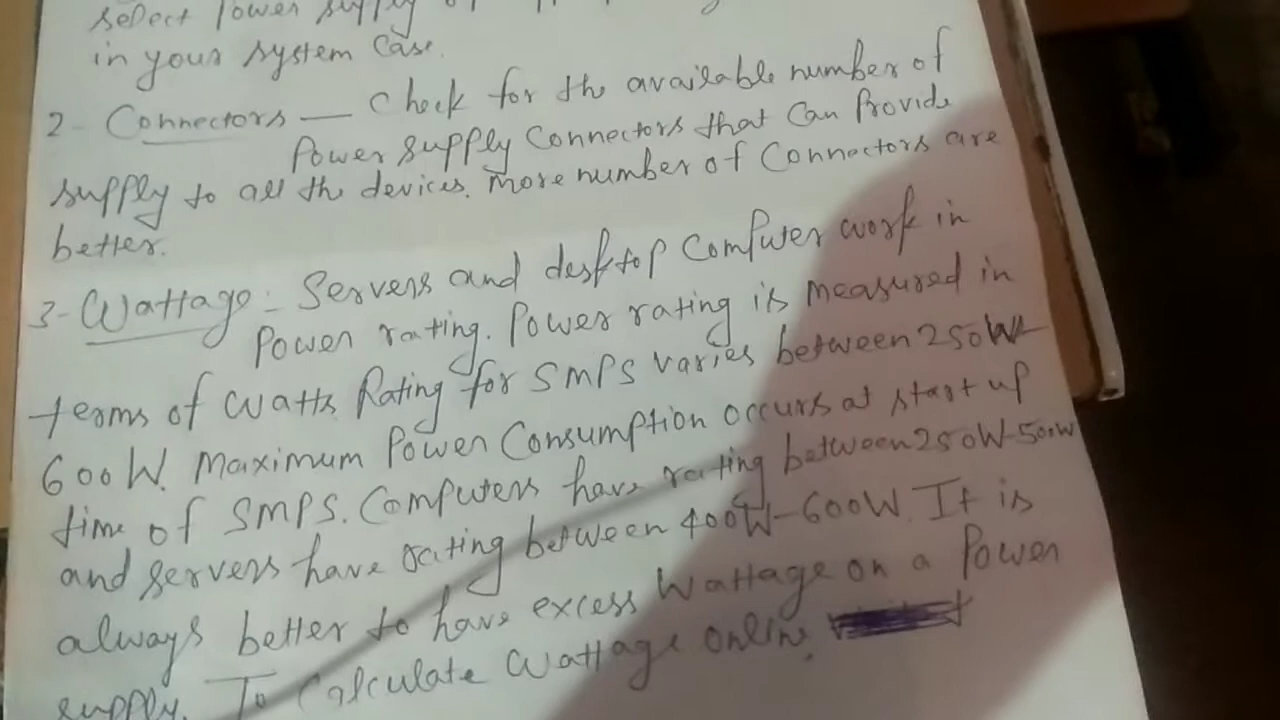 select power supply
in your system case.
2- Connectors — Check for the available number of
Power supply Connectors that Can Provide
supply to all the devices. More number of Connectors are
better.
3- Wattage :- Servers and desktop Computer work in
Power rating. Power rating is measured in
terms of Watts. Rating for SMPS varies between 250W-
600W. Maximum Power Consumption occurs at start up
time of SMPS. Computers have rating between 250W-500W
and servers have rating between 400W-600W. It is
always better to have excess Wattage on a Power
supply. To Calculate Wattage online.